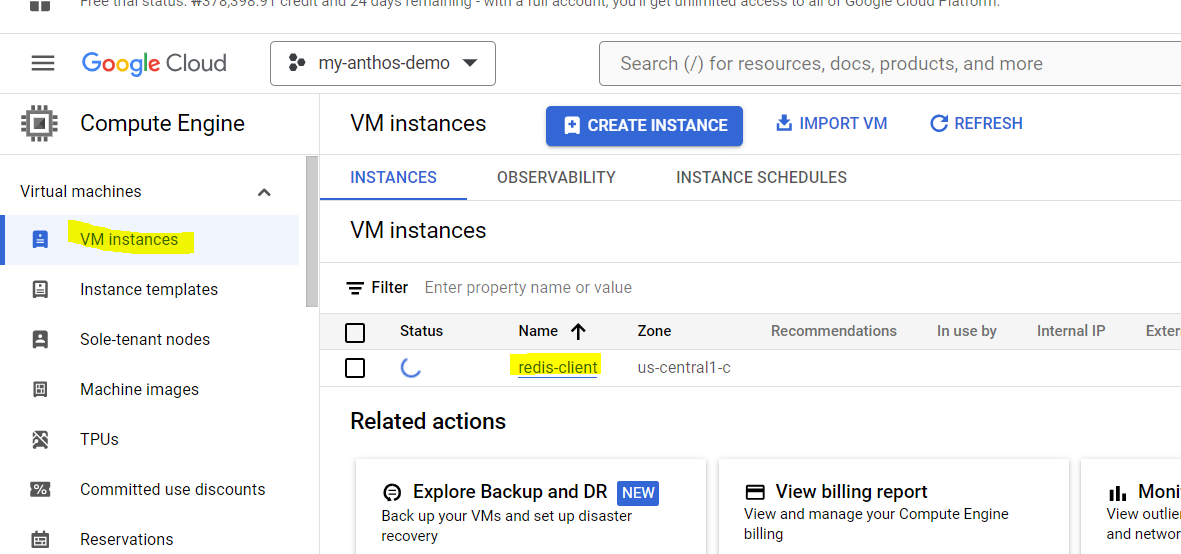 Free trial status: ₩378,398.91 credit and 24 days remaining - with a full account, you'll get unlimited access to all of Google Cloud Platform.
Google Cloud
my-anthos-demo
Search (/) for resources, docs, products, and more
Compute Engine
VM instances
CREATE INSTANCE
IMPORT VM
REFRESH
Virtual machines
VM instances
Instance templates
Sole-tenant nodes
Machine images
TPUs
Committed use discounts
Reservations
INSTANCES OBSERVABILITY INSTANCE SCHEDULES
VM instances
Filter Enter property name or value
Status Name Zone Recommendations In use by Internal IP Exter
redis-client us-central1-c
Related actions
Explore Backup and DR NEW
Back up your VMs and set up disaster
recovery
View billing report
View and manage your Compute Engine
billing
Moni
View outlier
and networ